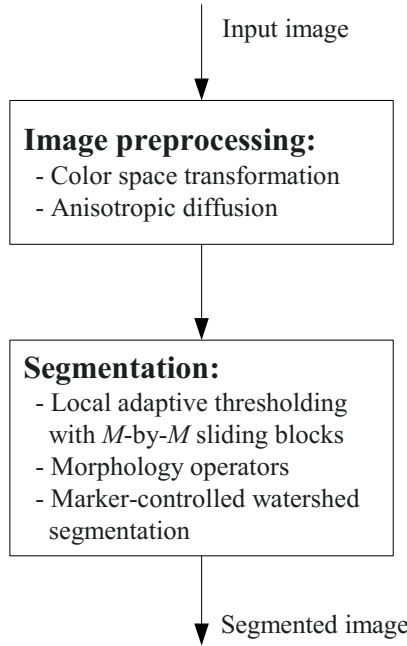 Input image
Image preprocessing:
- Color space transformation
- Anisotropic diffusion
Segmentation:
- Local adaptive thresholding
with M-by-M sliding blocks
- Morphology operators
- Marker-controlled watershed
segmentation
Segmented image